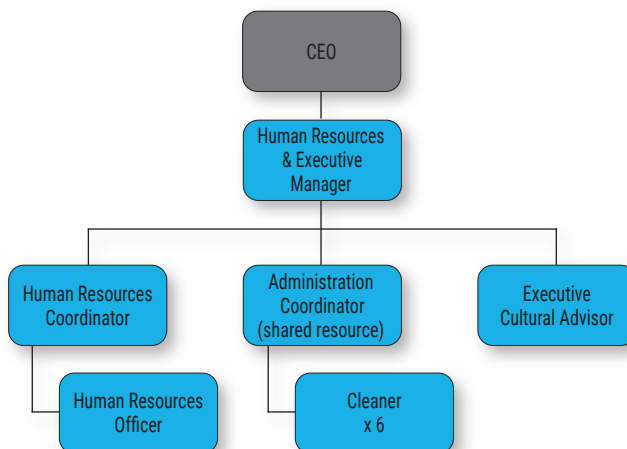 CEO
Human Resources
& Executive
Manager
Human Resources
Coordinator
Administration
Coordinator
(shared resource)
Executive
Cultural Advisor
Human Resources
Officer
Cleaner
x 6